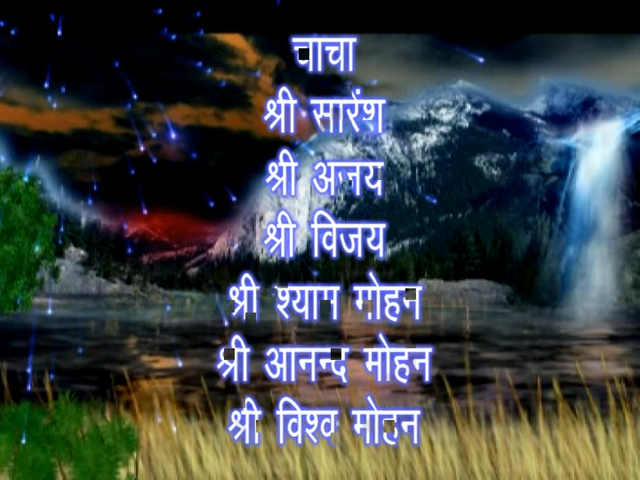 चाचा
श्री सारंश
श्री अजय
श्री विजय
श्री श्याम मोहन
श्री आनन्द मोहन
श्री विश्व मोहन